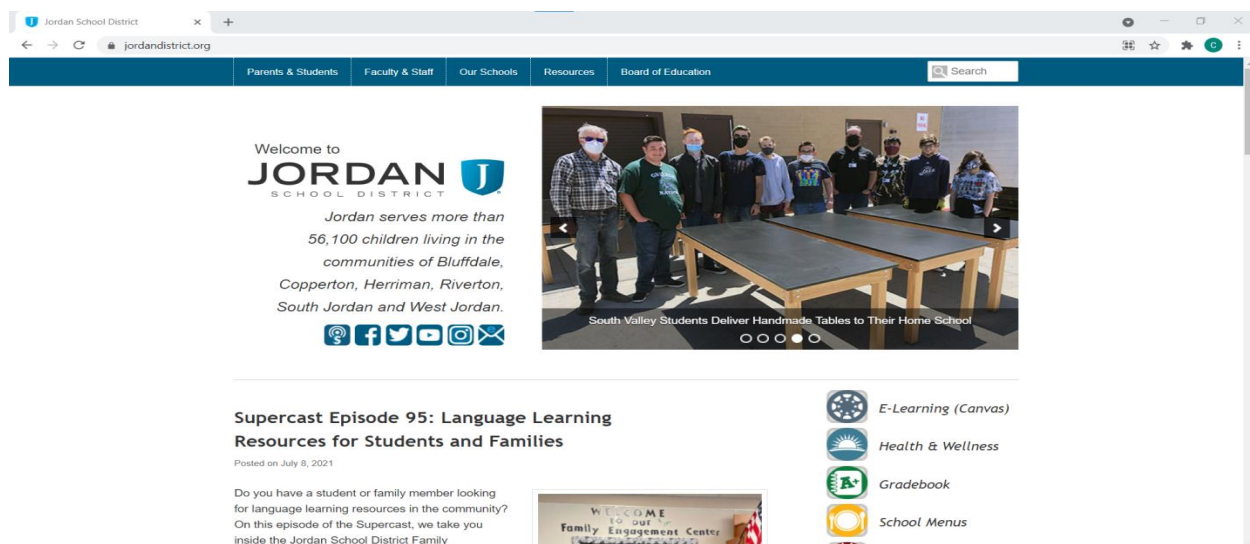 Jordan School District
jordandistrict.org
C
Parents & Students
Faculty & Staff
Our Schools
Resources
Board of Education
Search
Welcome to
JORDAN
SCHOOL DISTRICT
J
Jordan serves more than
56,100 children living in the
communities of Bluffdale,
Copperton, Herriman, Riverton,
South Jordan and West Jordan.
South Valley Students Deliver Handmade Tables to Their Home School
Supercast Episode 95: Language Learning
Resources for Students and Families
Posted on July 8, 2021
Do you have a student or family member looking
for language learning resources in the community?
On this episode of the Supercast, we take you
inside the Jordan School District Family
WELCOME
to our
Family Engagement Center
E-Learning (Canvas)
Health & Wellness
A+
Gradebook
School Menus